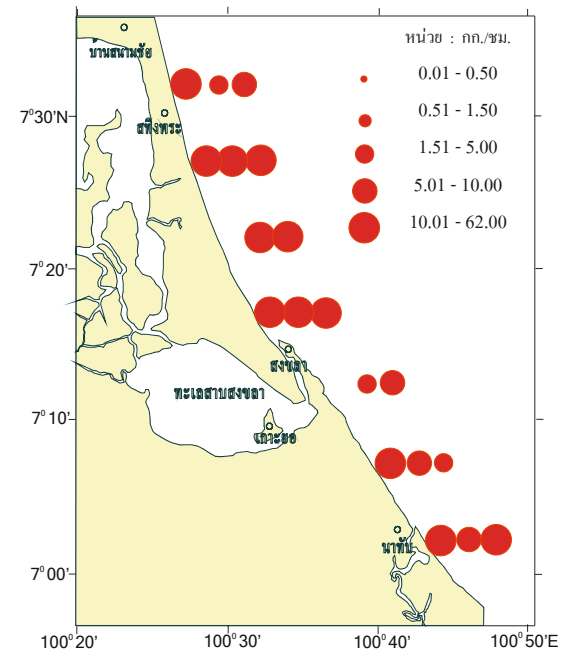 หน่วย : กก./ชม.
0.01 - 0.50
0.51 - 1.50
1.51 - 5.00
5.01 - 10.00
10.01 - 62.00
บ้านสนามชัย
สทิงพระ
สงขลา
ทะเลสาบสงขลา
เกาะยอ
นาทับ
7°30'N
7°20'
7°10'
7°00'
100°20' 100°30' 100°40' 100°50'E